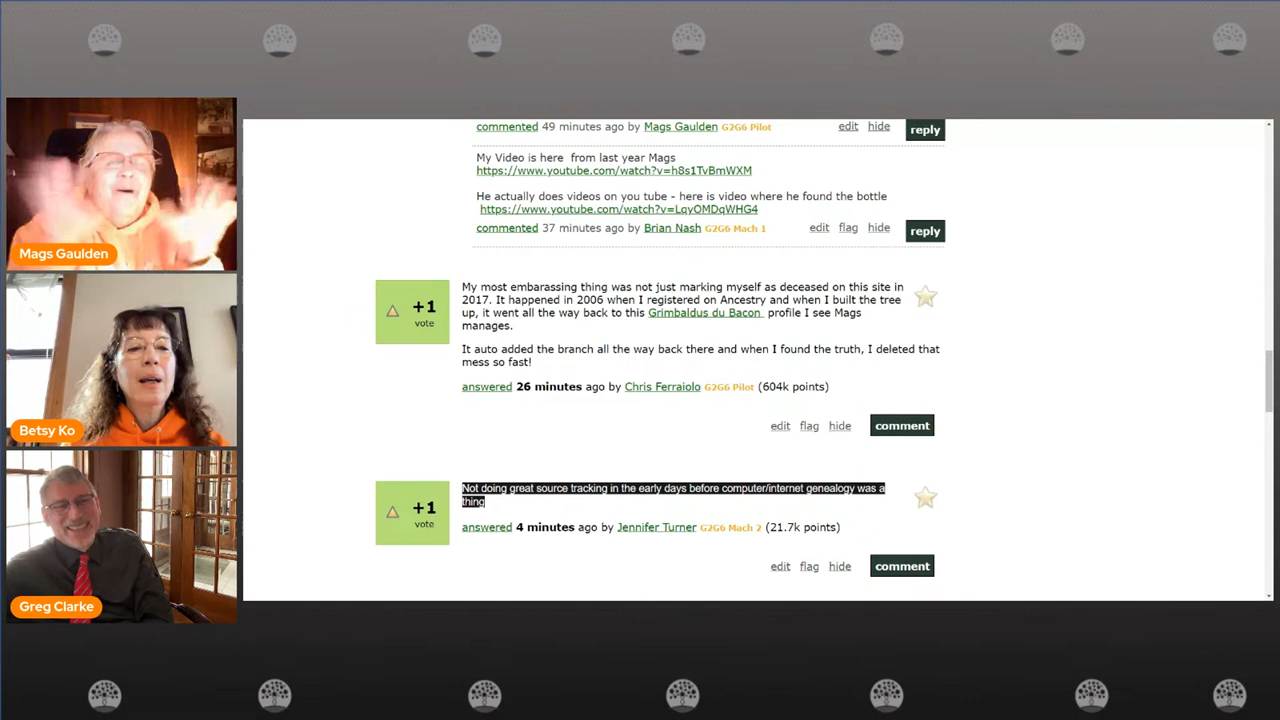 commented 49 minutes ago by Mags Gaulden G2G6 Pilot
edit hide
reply
My Video is here from last year Mags
https://www.youtube.com/watch?v=h8s1TvBmWXM
He actually does videos on you tube - here is video where he found the bottle
https://www.youtube.com/watch?v=LqyOMDqWHG4
commented 37 minutes ago by Brian Nash G2G6 Mach 1
edit flag hide
reply
+1
vote
My most embarassing thing was not just marking myself as deceased on this site in
2017. It happened in 2006 when I registered on Ancestry and when I built the tree
up, it went all the way back to this Grimbaldus du Bacon profile I see Mags
manages.
It auto added the branch all the way back there and when I found the truth, I deleted that
mess so fast!
answered 26 minutes ago by Chris Ferraiolo G2G6 Pilot (604k points)
edit flag hide
comment
+1
vote
Not doing great source tracking in the early days before computer/internet genealogy was a
thing
answered 4 minutes ago by Jennifer Turner G2G6 Mach 2 (21.7k points)
edit flag hide
comment
Mags Gaulden
Betsy Ko
Greg Clarke